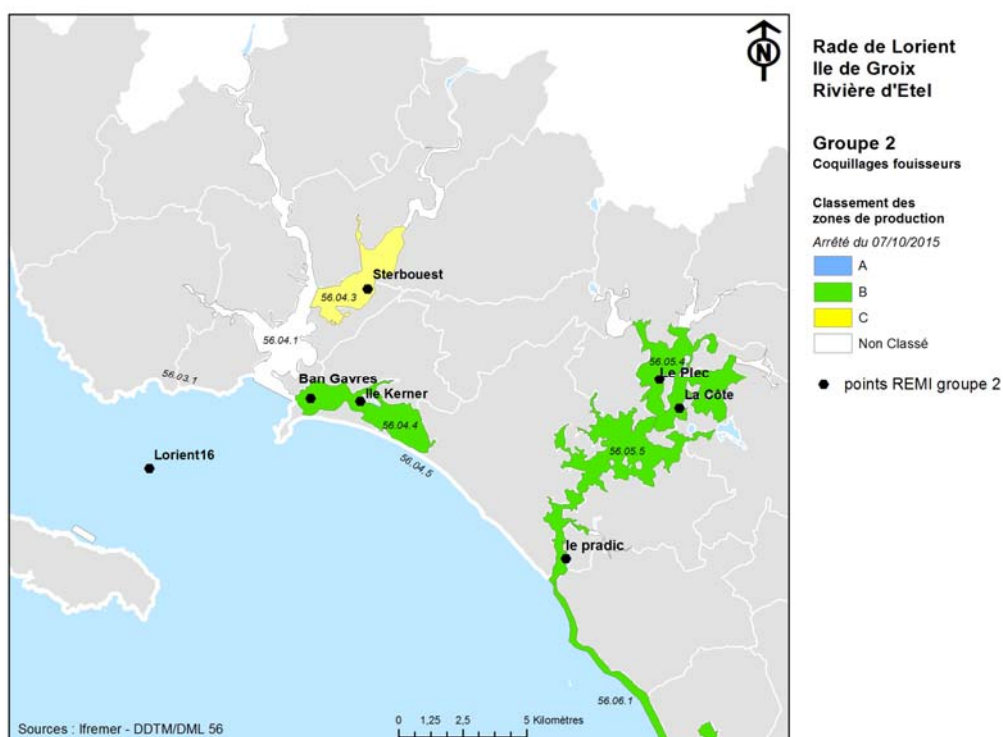 N
Rade de Lorient
Ile de Groix
Rivière d'Etel
Groupe 2
Coquillages fouisseurs
Classement des
zones de production
Arrêté du 07/10/2015
A
B
C
Non Classé
points REMI groupe 2
Sterbouest
56.04.3
56.04.1
56.03.1
Ban Gavres
Ile Kerner
56.04.4
56.04.5
Lorient16
56.05.4
Le Plec
La Côte
56.05.5
le pradic
56.06.1
Sources : Ifremer - DDTM/DML 56
0 1,25 2,5 5 Kilomètres